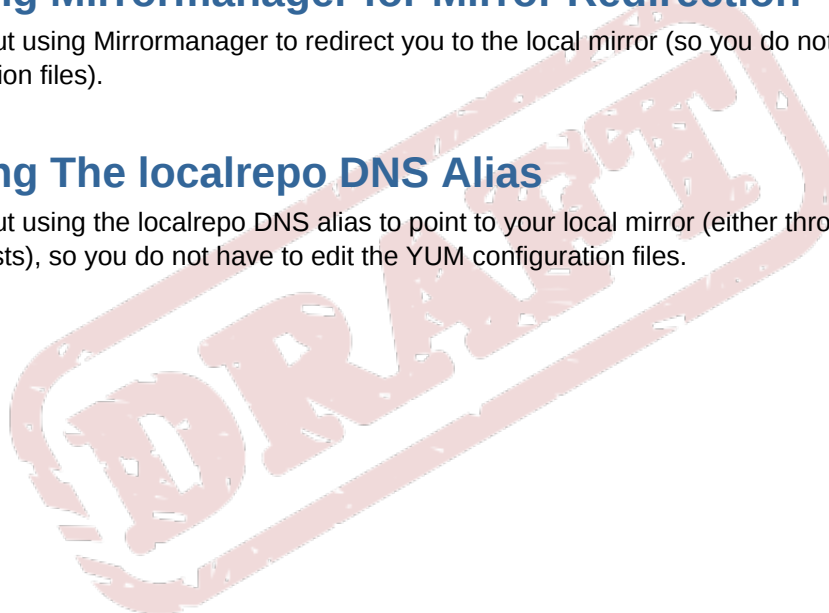 ng Mirrormanager for Mirror Redirection
ut using Mirrormanager to redirect you to the local mirror (so you do not
ion files).
ng The localrepo DNS Alias
ut using the localrepo DNS alias to point to your local mirror (either thro
sts), so you do not have to edit the YUM configuration files.
DRAFT